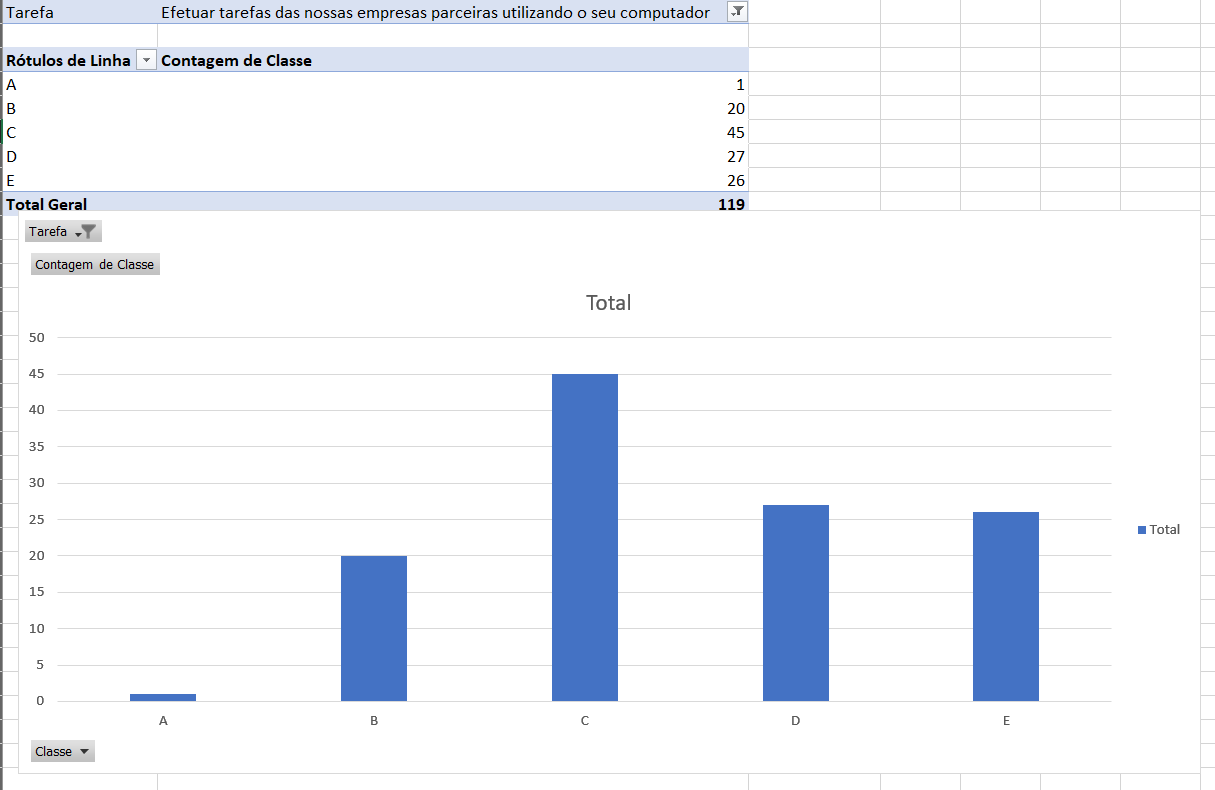 Tarefa Efetuar tarefas das nossas empresas parceiras utilizando o seu computador
Rótulos de Linha Contagem de Classe
A 1
B 20
C 45
D 27
E 26
Total Geral 119
Tarefa
Contagem de Classe
Total
50
45
40
35
30
25
20
15
10
5
0
A B C D E
Total
Classe